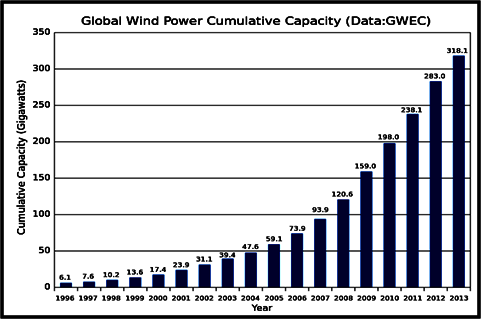 Global Wind Power Cumulative Capacity (Data:GWEC)
Cumulative Capacity (Gigawatts)
350
300
250
200
150
100
50
0
6.1 7.6 10.2 13.6 17.4 23.9 31.1 39.4 47.6 59.1 73.9 93.9 120.6 159.0 198.0 238.1 283.0 318.1
1996 1997 1998 1999 2000 2001 2002 2003 2004 2005 2006 2007 2008 2009 2010 2011 2012 2013
Year